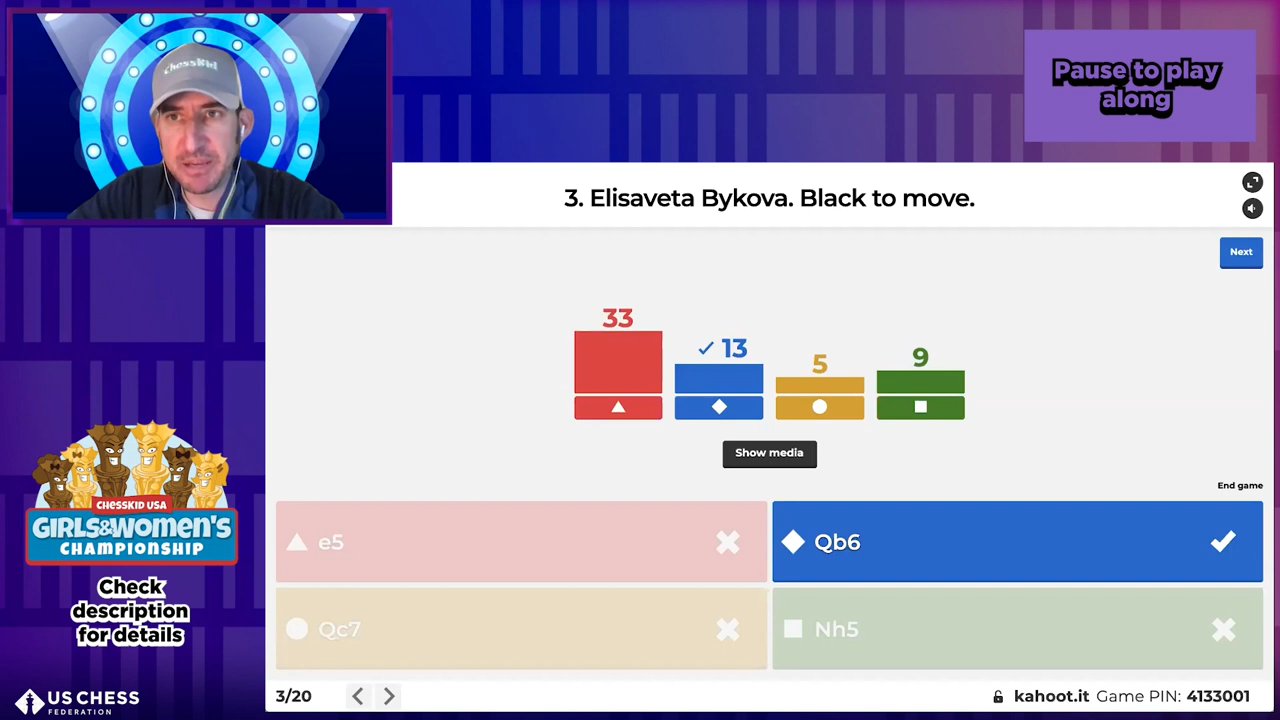 ChessKid
Pause to play
along
3. Elisaveta Bykova. Black to move.
Next
33
13
5
9
Show media
End game
e5
Qb6
Qc7
Nh5
CHESSKID USA
GIRLS & WOMEN'S
CHAMPIONSHIP
Check
description
for details
US CHESS
FEDERATION
3/20
kahoot.it Game PIN: 4133001